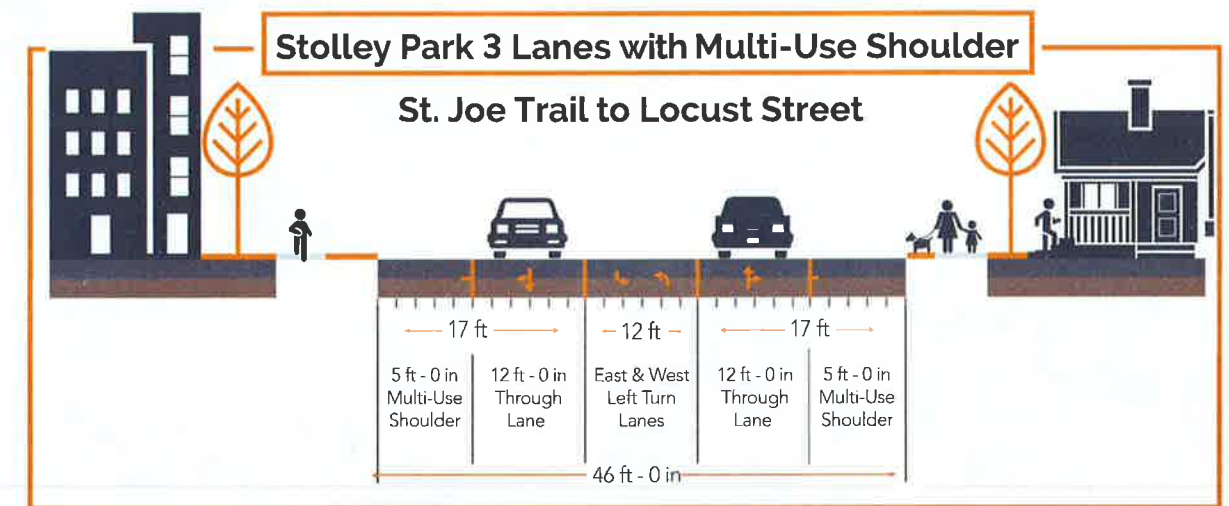 Stolley Park 3 Lanes with Multi-Use Shoulder
St. Joe Trail to Locust Street
17 ft
12 ft
17 ft
5 ft - 0 in
Multi-Use
Shoulder
12 ft - 0 in
Through
Lane
East & West
Left Turn
Lanes
12 ft - 0 in
Through
Lane
5 ft - 0 in
Multi-Use
Shoulder
46 ft - 0 in